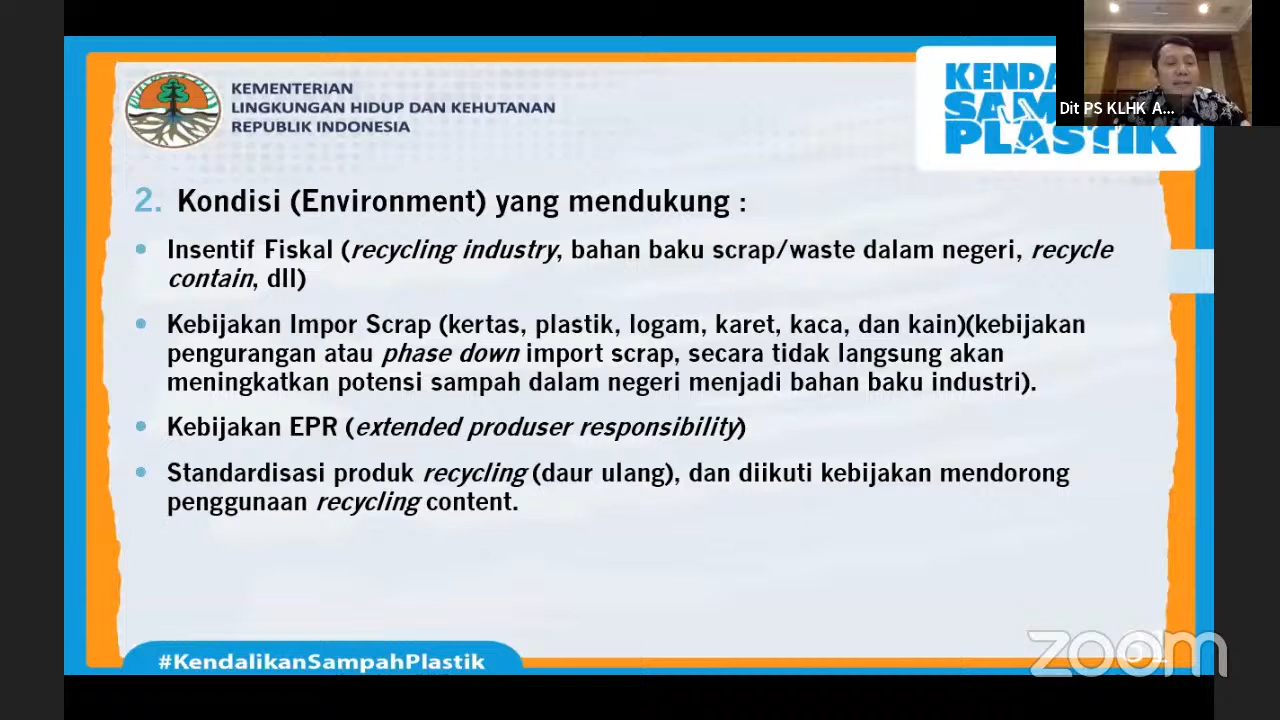 KEMENTERIAN
LINGKUNGAN HIDUP DAN KEHUTANAN
REPUBLIK INDONESIA
PLASTIK
Dit PS KLHK A...
2. Kondisi (Environment) yang mendukung :
• Insentif Fiskal (recycling industry, bahan baku scrap/waste dalam negeri, recycle
contain, dll)
• Kebijakan Impor Scrap (kertas, plastik, logam, karet, kaca, dan kain)(kebijakan
pengurangan atau phase down import scrap, secara tidak langsung akan
meningkatkan potensi sampah dalam negeri menjadi bahan baku industri).
• Kebijakan EPR (extended produser responsibility)
• Standardisasi produk recycling (daur ulang), dan diikuti kebijakan mendorong
penggunaan recycling content.
#KendalikanSampahPlastik
zoom